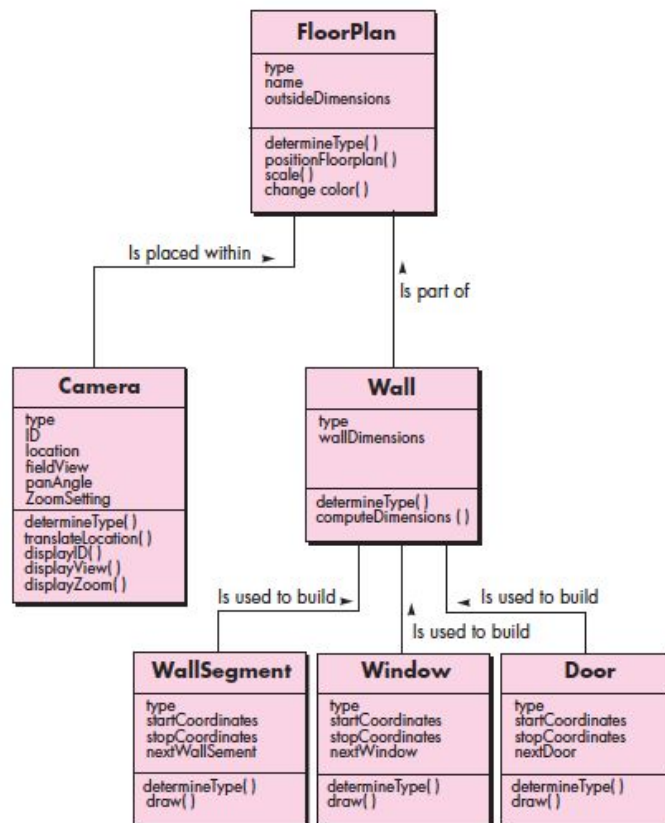 FloorPlan
type
name
outsideDimensions
determineType( )
positionFloorplan( )
scale( )
change color( )
Is placed within
Is part of
Camera
type
ID
location
fieldView
panAngle
ZoomSetting
determineType( )
translateLocation( )
displayID( )
displayView( )
displayZoom( )
Wall
type
wallDimensions
determineType( )
computeDimensions ( )
Is used to build
Is used to build
Is used to build
WallSegment
type
startCoordinates
stopCoordinates
nextWallSement
determineType( )
draw( )
Window
type
startCoordinates
stopCoordinates
nextWindow
determineType( )
draw( )
Door
type
startCoordinates
stopCoordinates
nextDoor
determineType( )
draw( )